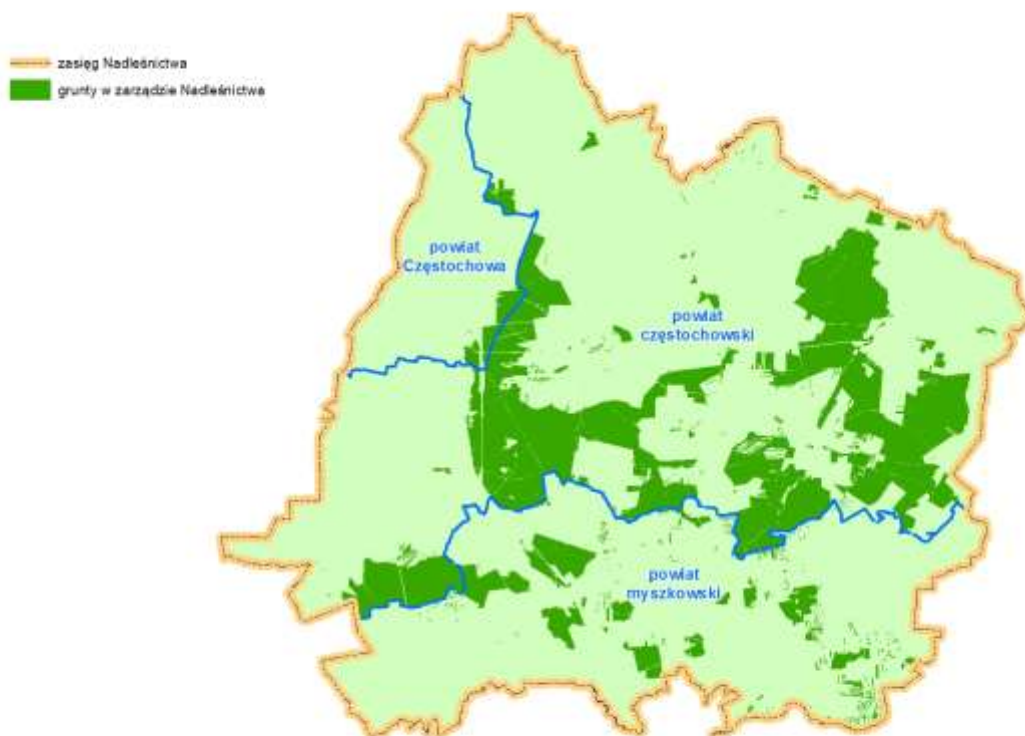 zasięg Nadleśnictwa
grunty w zarządzie Nadleśnictwa
powiat
Częstochowa
powiat
częstochowski
powiat
myszkowski